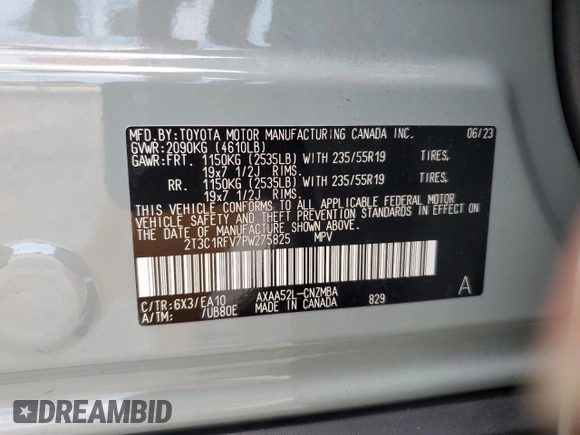 MFD.BY:TOYOTA MOTOR MANUFACTURING CANADA INC. 06/23
GVWR:2090KG (4610LB)
GAWR:FRT. 1150KG (2535LB) WITH 235/55R19 TIRES,
19x7 1/2J RIMS.
RR. 1150KG (2535LB) WITH 235/55R19 TIRES,
19x7 1/2J RIMS.
THIS VEHICLE CONFORMS TO ALL APPLICABLE FEDERAL MOTOR
VEHICLE SAFETY AND THEFT PREVENTION STANDARDS IN EFFECT ON
THE DATE OF MANUFACTURE SHOWN ABOVE.
2T3C1RFV7PW275825 MPV
C/TR:6X3/EA10 AXAA52L-CNZMBA 829 A
A/TM: /UB80E MADE IN CANADA
DREAMBID